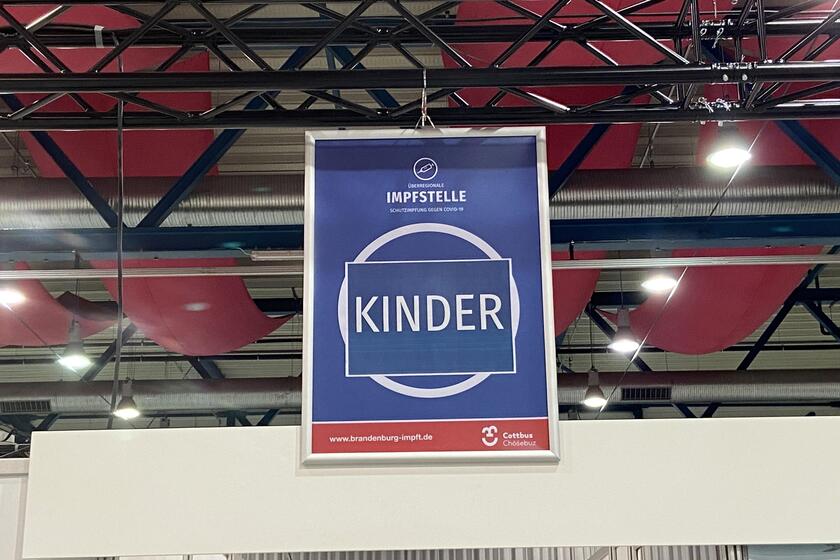 ÜBERREGIONALE
IMPFSTELLE
SCHUTZIMPFUNG GEGEN COVID-19
KINDER
www.brandenburg-impft.de
Cottbus
Chóśebuz